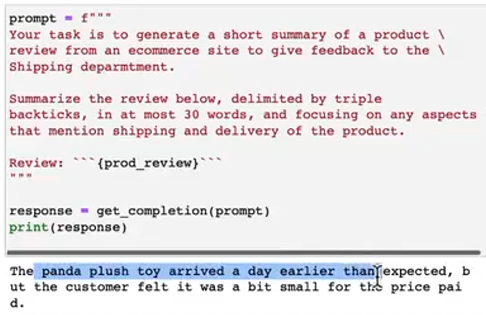 prompt = f"""
Your task is to generate a short summary of a product \
review from an ecommerce site to give feedback to the \
Shipping deparmtment.
Summarize the review below, delimited by triple
backticks, in at most 30 words, and focusing on any aspects
that mention shipping and delivery of the product.
Review: ```{prod_review}```
"""
response = get_completion(prompt)
print(response)
The panda plush toy arrived a day earlier than expected, b
ut the customer felt it was a bit small for the price pai
d.